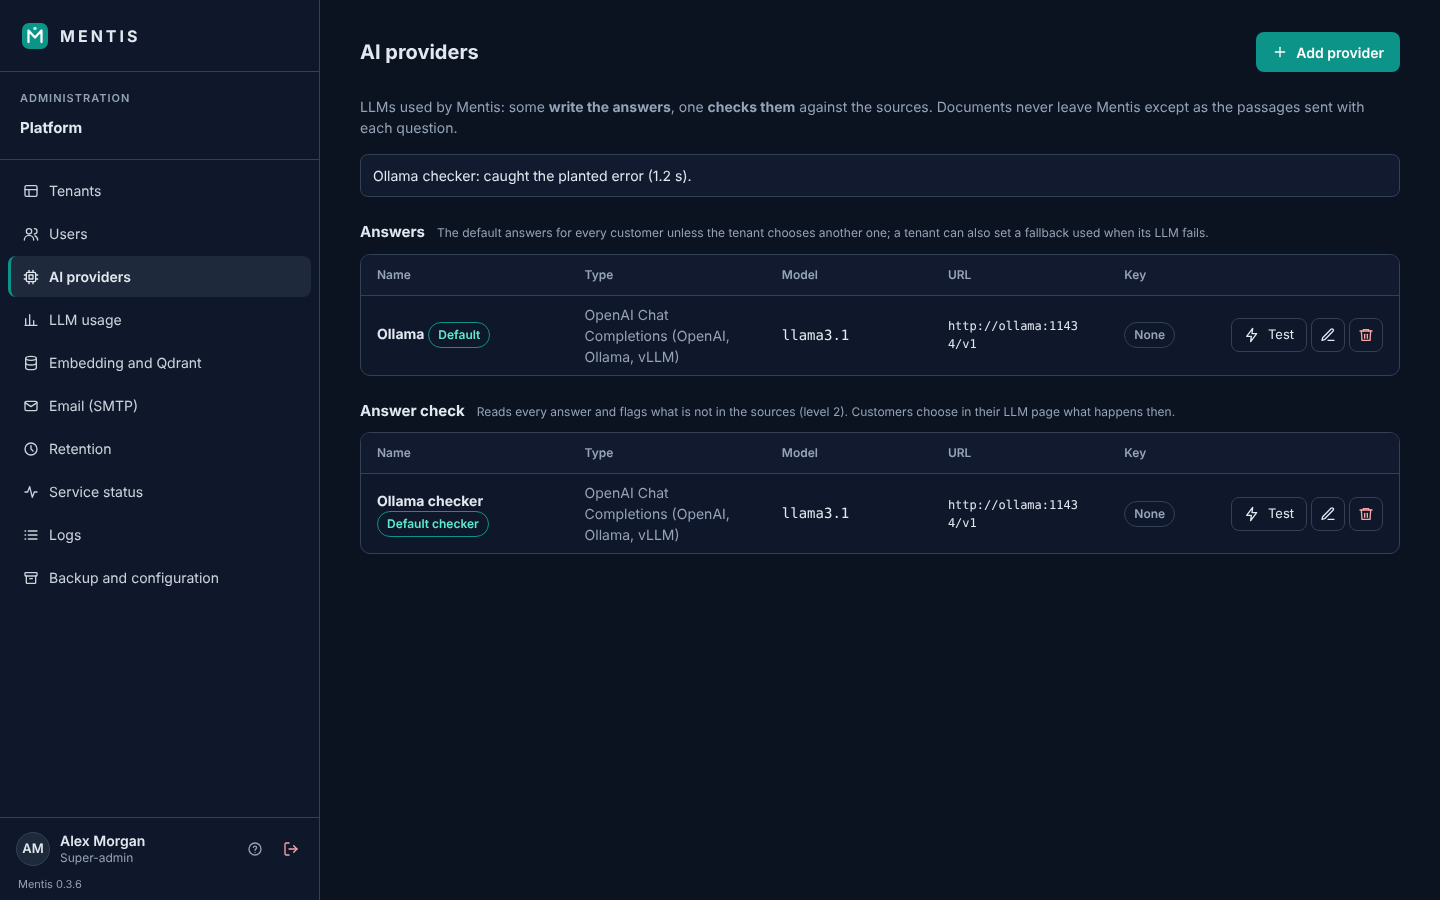 MENTIS
ADMINISTRATION
Platform
Tenants
Users
AI providers
LLM usage
Embedding and Qdrant
Email (SMTP)
Retention
Service status
Logs
Backup and configuration
AM
Alex Morgan
Super-admin
Mentis 0.3.6
AI providers
Add provider
LLMs used by Mentis: some write the answers, one checks them against the sources. Documents never leave Mentis except as the passages sent with
each question.
Ollama checker: caught the planted error (1.2 s).
Answers The default answers for every customer unless the tenant chooses another one; a tenant can also set a fallback used when its LLM fails.
Name Type Model URL Key
Ollama Default
OpenAI Chat
Completions (OpenAI,
Ollama, vLLM)
llama3.1
http://ollama:1143
4/v1
None
Test
Answer check Reads every answer and flags what is not in the sources (level 2). Customers choose in their LLM page what happens then.
Name Type Model URL Key
Ollama checker
Default checker
OpenAI Chat
Completions (OpenAI,
Ollama, vLLM)
llama3.1
http://ollama:1143
4/v1
None
Test